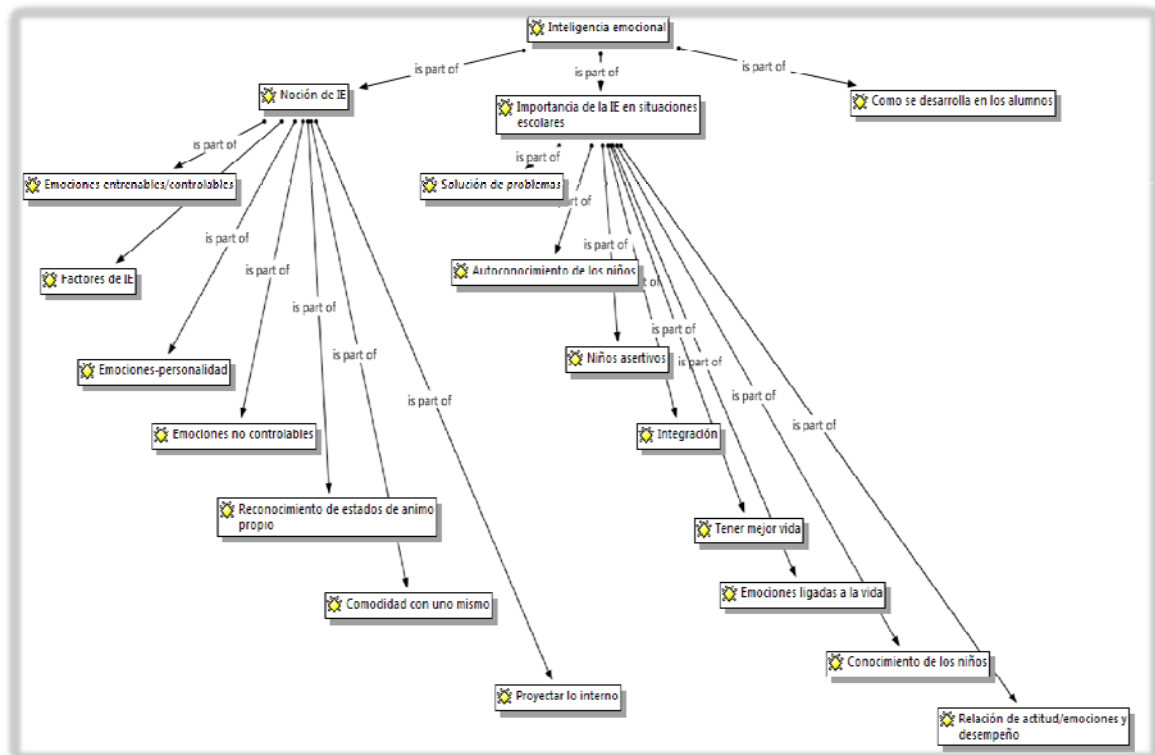 Inteligencia emocional
is part of
is part of
is part of
Noción de IE
Importancia de la IE en situaciones
escolares
Como se desarrolla en los alumnos
is part of
is part of
Emociones entrenables/controlables
Solución de problemas
part of
is part of
is part of
Autoconocimiento de los niños
is part of
Factores de IE
of
is part of
is part of
is part of
Niños asertivos
is part of
Emociones-personalidad
is part of
is part of
is part of
Emociones no controlables
Integración
Reconocimiento de estados de animo
propio
Tener mejor vida
Emociones ligadas a la vida
Comodidad con uno mismo
Conocimiento de los niños
Proyectar lo interno
Relación de actitud/emociones y
desempeño